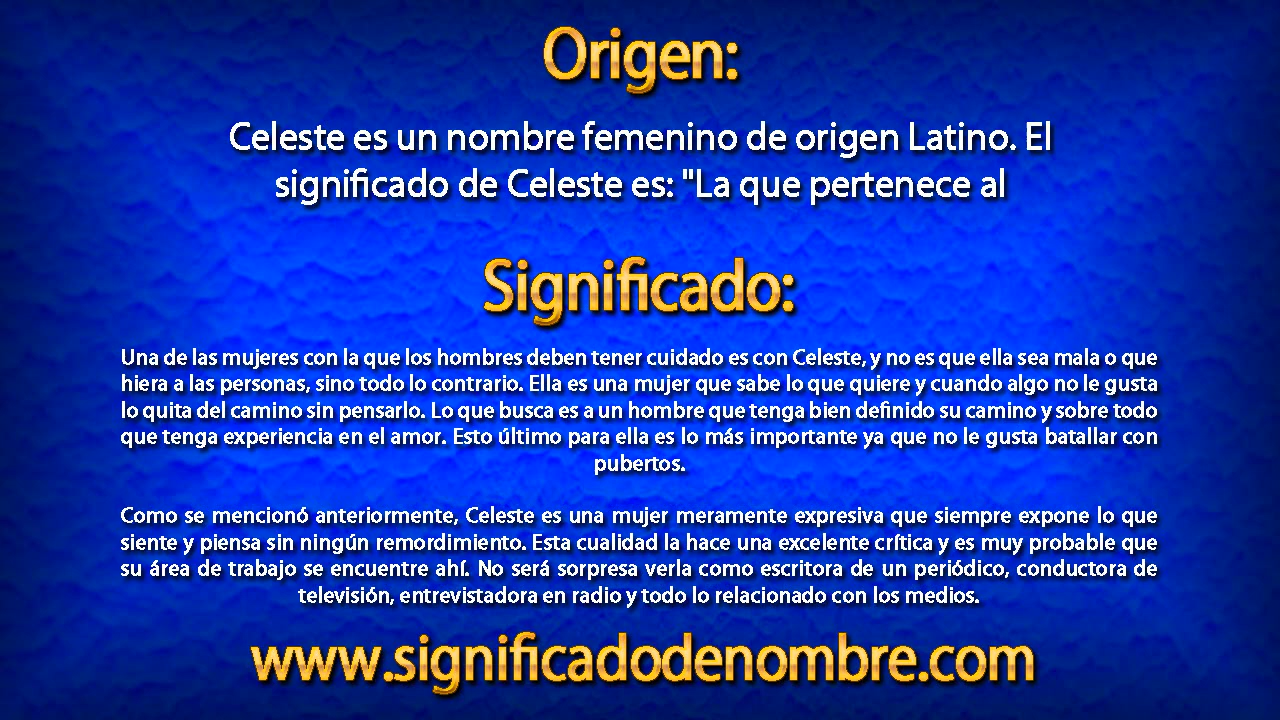 Origen:
Celeste es un nombre femenino de origen Latino. El
significado de Celeste es: "La que pertenece al
Significado:
Una de las mujeres con la que los hombres deben tener cuidado es con Celeste, y no es que ella sea mala o que
hiera a las personas, sino todo lo contrario. Ella es una mujer que sabe lo que quiere y cuando algo no le gusta
lo quita del camino sin pensarlo. Lo que busca es a un hombre que tenga bien definido su camino y sobre todo
que tenga experiencia en el amor. Esto último para ella es lo más importante ya que no le gusta batallar con
pubertos.
Como se mencionó anteriormente, Celeste es una mujer meramente expresiva que siempre expone lo que
siente y piensa sin ningún remordimiento. Esta cualidad la hace una excelente crítica y es muy probable que
su área de trabajo se encuentre ahí. No será sorpresa verla como escritora de un periódico, conductora de
televisión, entrevistadora en radio y todo lo relacionado con los medios.
www.significadodenombre.com